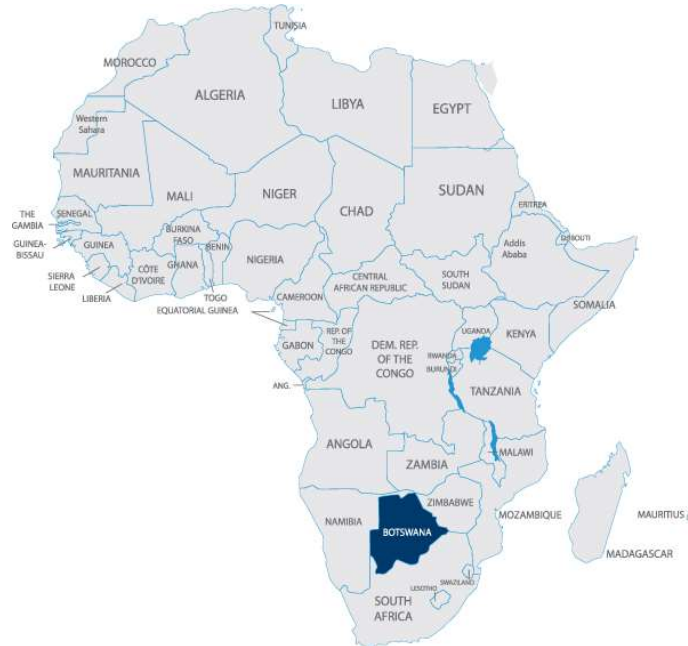 TUNISIA
MOROCCO
ALGERIA
LIBYA
EGYPT
Western
Sahara
MAURITANIA
MALI
NIGER
CHAD
SUDAN
ERITREA
THE
GAMBIA
SENEGAL
BURKINA
FASO
BENIN
DJIBOUTI
GUINEA-
BISSAU
GUINEA
CÔTE
D'IVOIRE
GHANA
NIGERIA
Addis
Ababa
SIERRA
LEONE
LIBERIA
TOGO
CENTRAL
AFRICAN REPUBLIC
SOUTH
SUDAN
CAMEROON
EQUATORIAL GUINEA
SOMALIA
GABON
REP. OF
THE
CONGO
DEM. REP.
OF THE
CONGO
UGANDA
KENYA
RWANDA
BURUNDI
ANG.
TANZANIA
ANGOLA
ZAMBIA
MALAWI
ZIMBABWE
MOZAMBIQUE
MAURITIUS
NAMIBIA
BOTSWANA
MADAGASCAR
SWAZILAND
LESOTHO
SOUTH
AFRICA